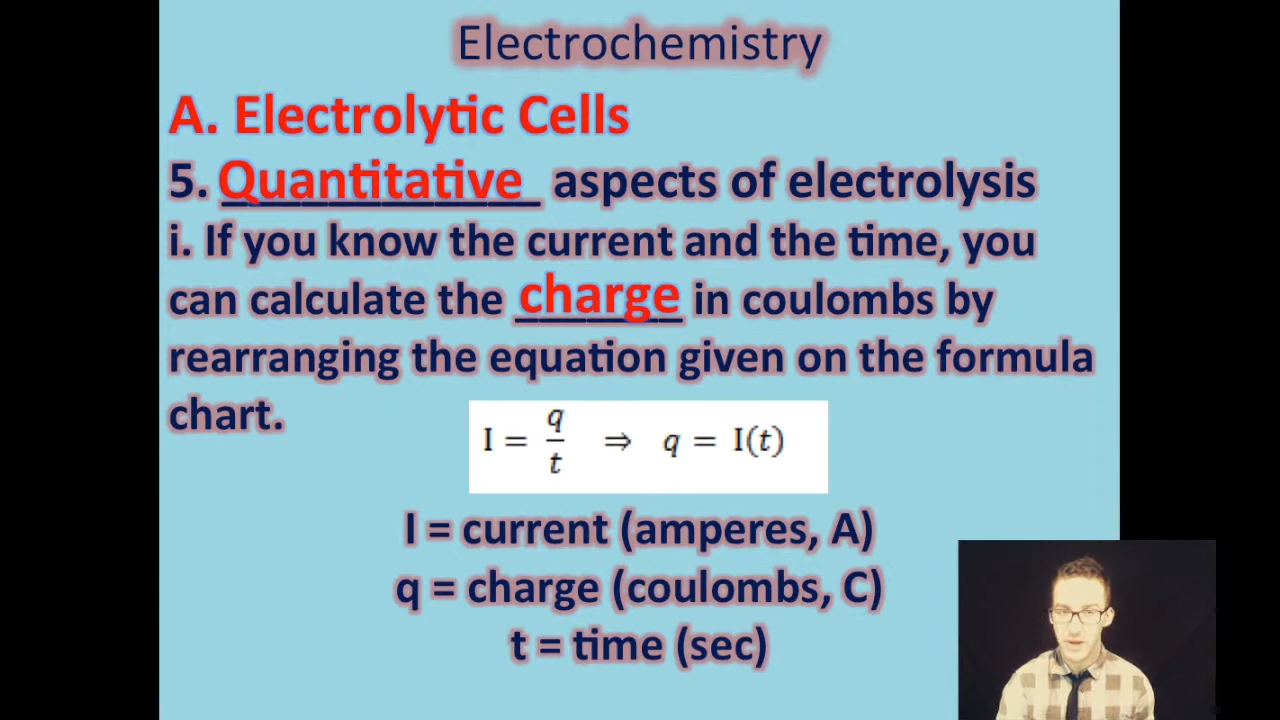 Electrochemistry
A. Electrolytic Cells
5. Quantitative aspects of electrolysis
i. If you know the current and the time, you
can calculate the charge in coulombs by
rearranging the equation given on the formula
chart.
I = q/t ⇒ q = I(t)
I = current (amperes, A)
q = charge (coulombs, C)
t = time (sec)